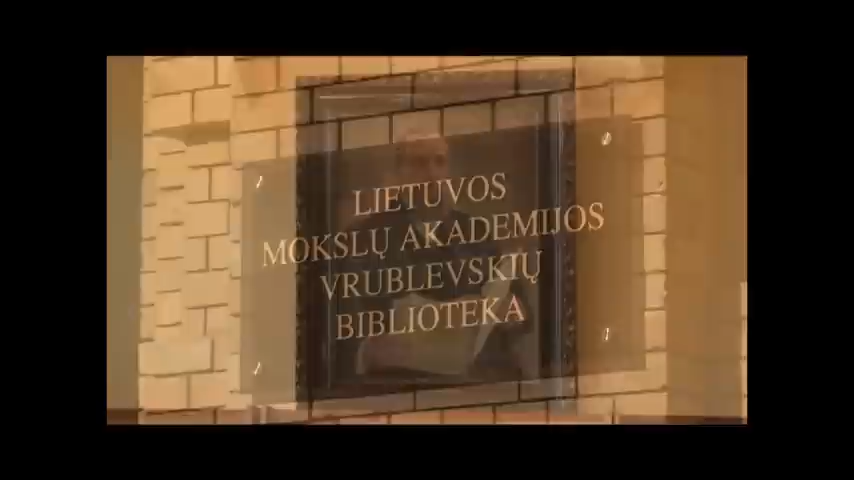 LIETUVOS
MOKSLŲ AKADEMIJOS
VRUBLEVSKIŲ
BIBLIOTEKA